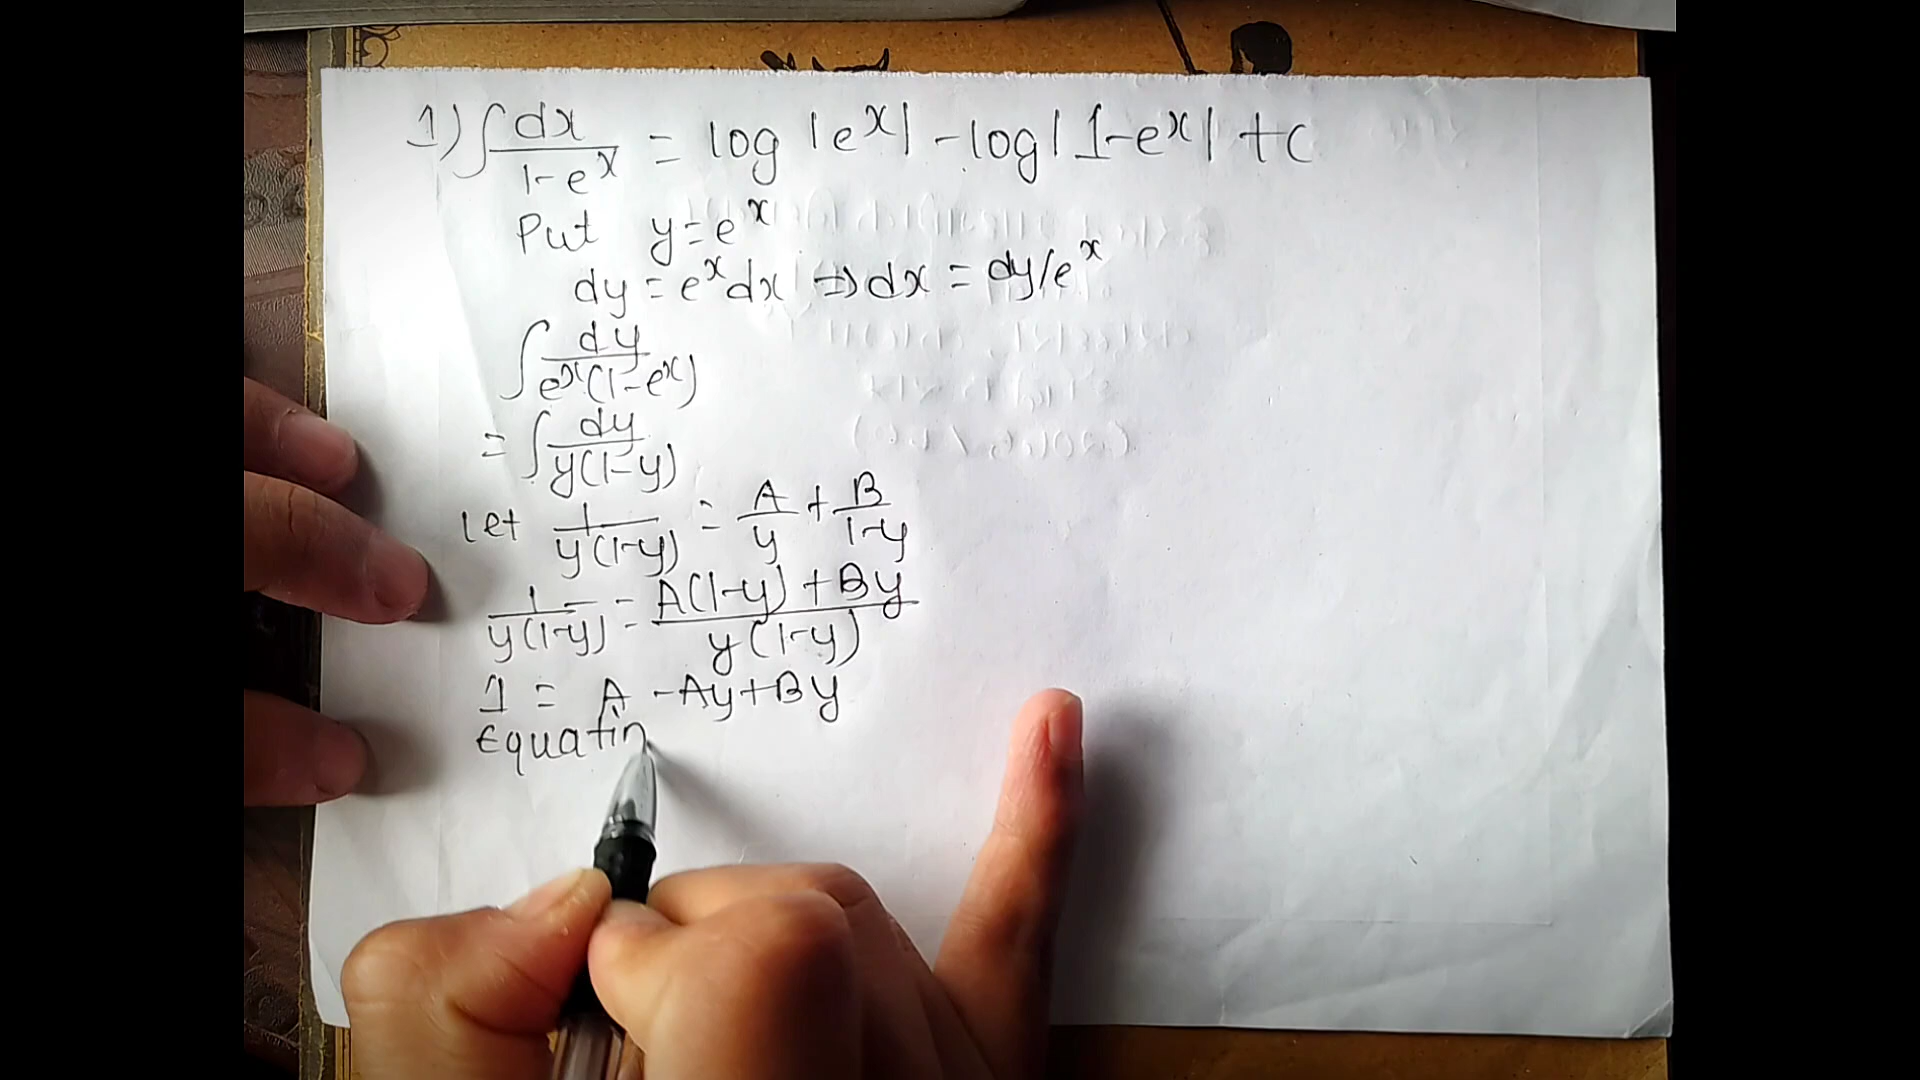 1) ∫ dx / 1-e^x = log |e^x| - log | 1-e^x | + c
Put y = e^x
dy = e^x dx ⇒ dx = dy/e^x
∫ dy / e^x (1-e^x)
= ∫ dy / y(1-y)
Let 1 / y(1-y) = A / y + B / 1-y
1 / y(1-y) = A(1-y) + By / y(1-y)
1 = A - Ay + By
Equatin